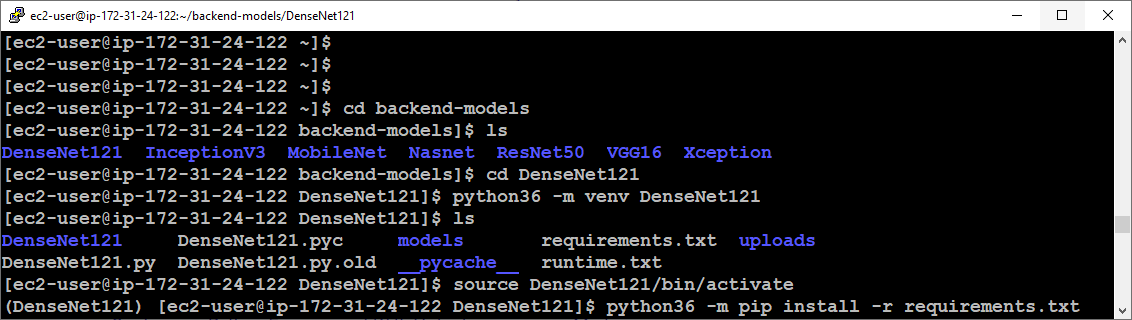 ec2-user@ip-172-31-24-122:~/backend-models/DenseNet121
[ec2-user@ip-172-31-24-122 ~]$
[ec2-user@ip-172-31-24-122 ~]$
[ec2-user@ip-172-31-24-122 ~]$
[ec2-user@ip-172-31-24-122 ~]$ cd backend-models
[ec2-user@ip-172-31-24-122 backend-models]$ ls
DenseNet121  InceptionV3  MobileNet  Nasnet  ResNet50  VGG16  Xception
[ec2-user@ip-172-31-24-122 backend-models]$ cd DenseNet121
[ec2-user@ip-172-31-24-122 DenseNet121]$ python36 -m venv DenseNet121
[ec2-user@ip-172-31-24-122 DenseNet121]$ ls
DenseNet121     DenseNet121.pyc     models       requirements.txt  uploads
DenseNet121.py  DenseNet121.py.old  __pycache__  runtime.txt
[ec2-user@ip-172-31-24-122 DenseNet121]$ source DenseNet121/bin/activate
(DenseNet121) [ec2-user@ip-172-31-24-122 DenseNet121]$ python36 -m pip install -r requirements.txt